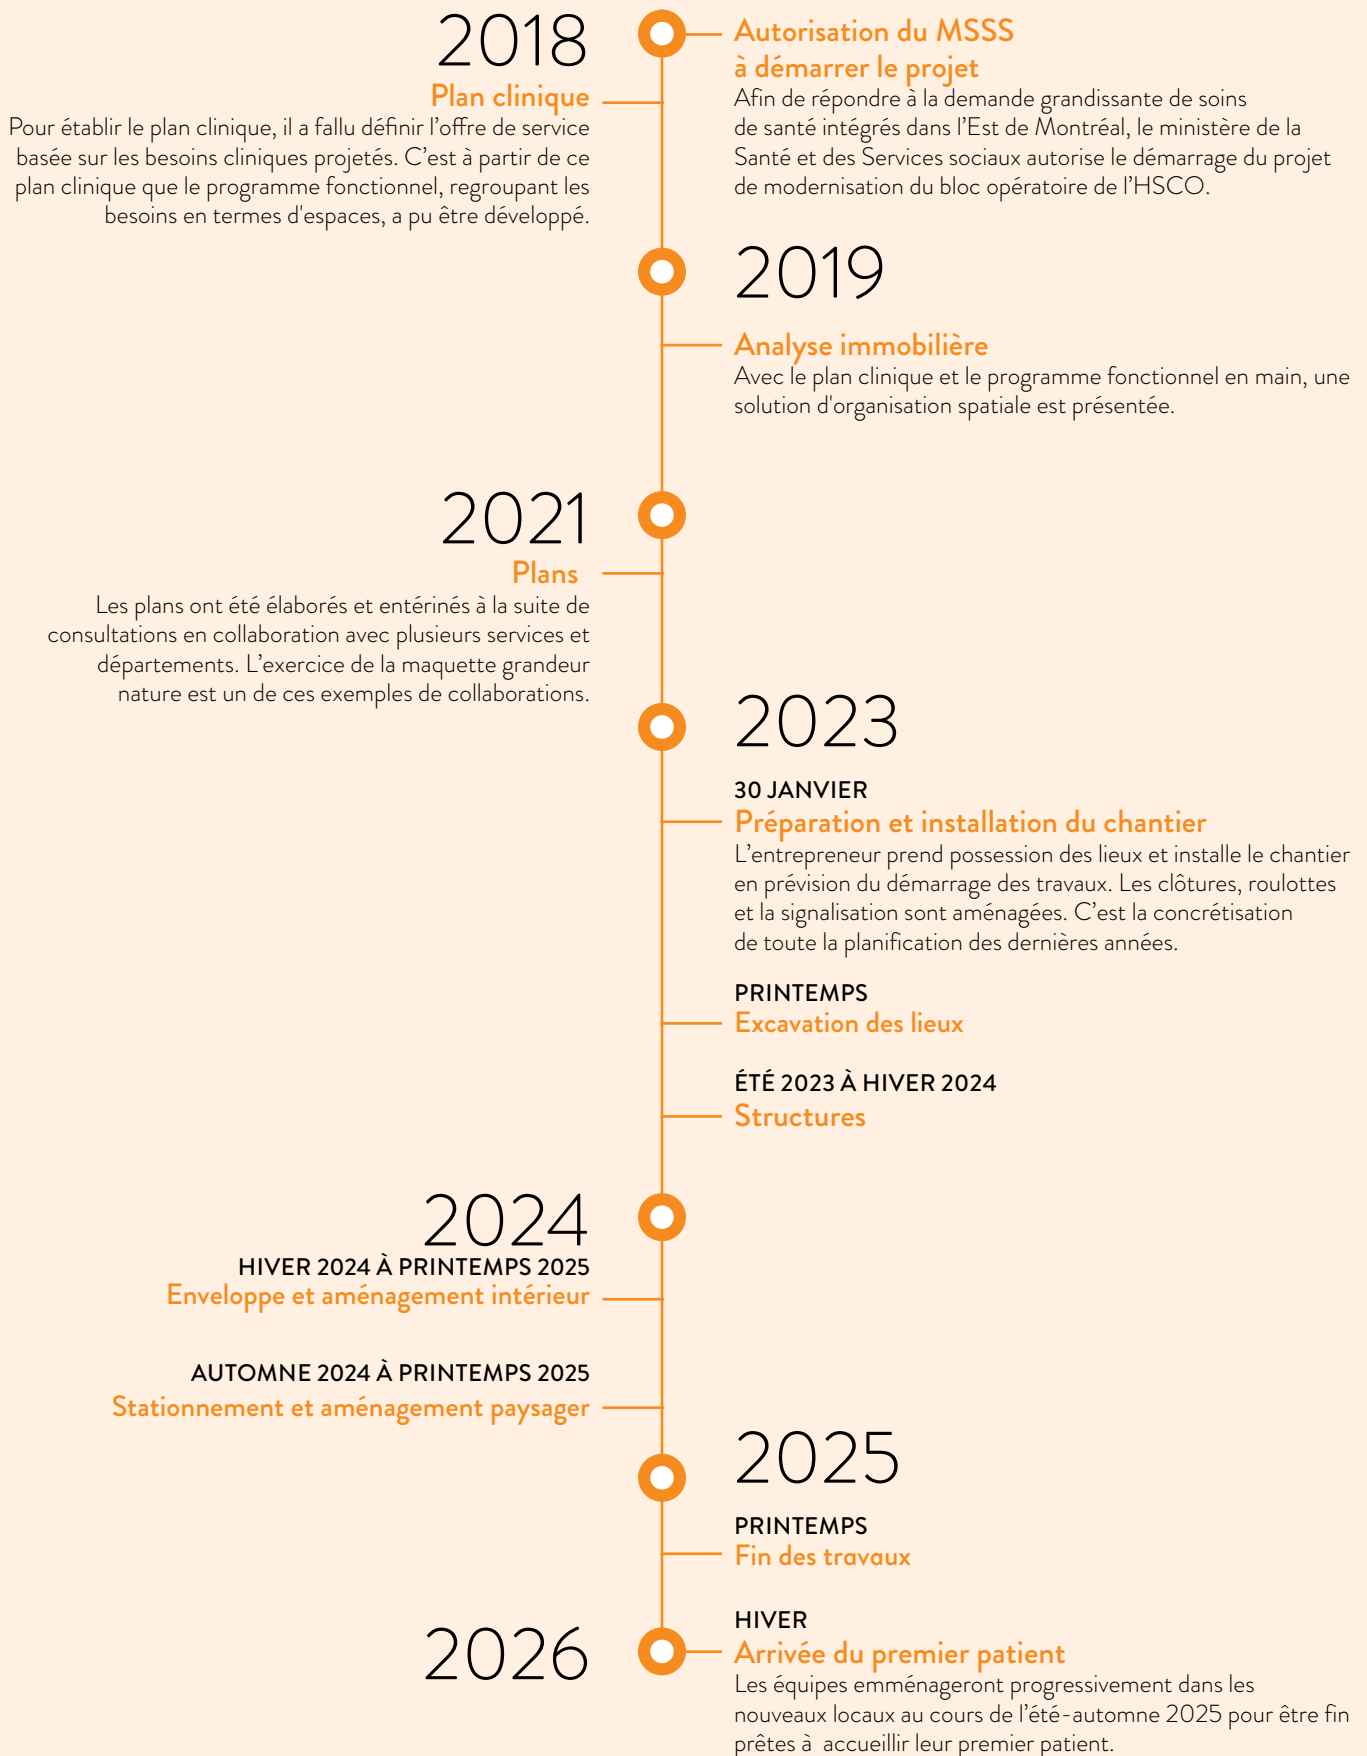 2018
Plan clinique
Pour établir le plan clinique, il a fallu définir l’offre de service
basée sur les besoins cliniques projetés. C’est à partir de ce
plan clinique que le programme fonctionnel, regroupant les
besoins en termes d'espaces, a pu être développé.
Autorisation du MSSS
à démarrer le projet
Afin de répondre à la demande grandissante de soins
de santé intégrés dans l’Est de Montréal, le ministère de la
Santé et des Services sociaux autorise le démarrage du projet
de modernisation du bloc opératoire de l’HSCO.
2019
Analyse immobilière
Avec le plan clinique et le programme fonctionnel en main, une
solution d'organisation spatiale est présentée.
2021
Plans
Les plans ont été élaborés et entérinés à la suite de
consultations en collaboration avec plusieurs services et
départements. L’exercice de la maquette grandeur
nature est un de ces exemples de collaborations.
2023
30 JANVIER
Préparation et installation du chantier
L’entrepreneur prend possession des lieux et installe le chantier
en prévision du démarrage des travaux. Les clôtures, roulottes
et la signalisation sont aménagées. C’est la concrétisation
de toute la planification des dernières années.
PRINTEMPS
Excavation des lieux
ÉTÉ 2023 À HIVER 2024
Structures
2024
HIVER 2024 À PRINTEMPS 2025
Enveloppe et aménagement intérieur
AUTOMNE 2024 À PRINTEMPS 2025
Stationnement et aménagement paysager
2025
PRINTEMPS
Fin des travaux
2026
HIVER
Arrivée du premier patient
Les équipes emménageront progressivement dans les
nouveaux locaux au cours de l’été-automne 2025 pour être fin
prêtes à accueillir leur premier patient.